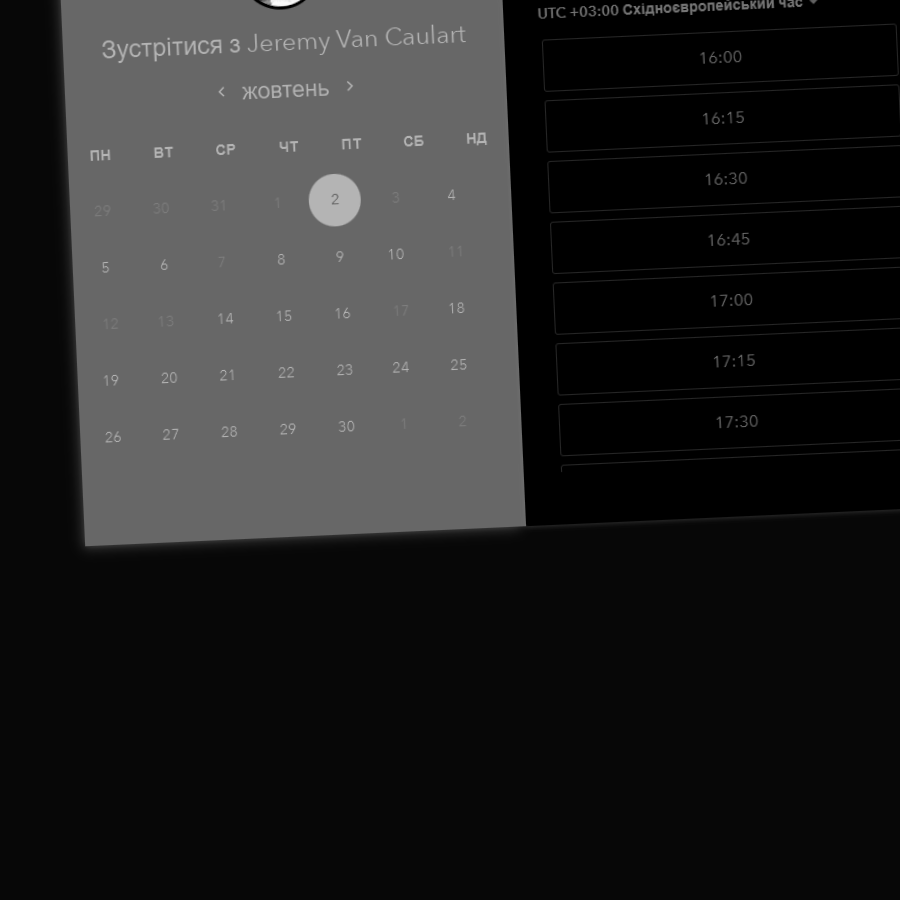 Зустрітися з Jeremy Van Caulart
жовтень
ПН ВТ СР ЧТ ПТ СБ НД
29 30 31 1 2 3 4
5 6 7 8 9 10 11
12 13 14 15 16 17 18
19 20 21 22 23 24 25
26 27 28 29 30 1 2
UTC +03:00 Східноєвропейський час
16:00
16:15
16:30
16:45
17:00
17:15
17:30